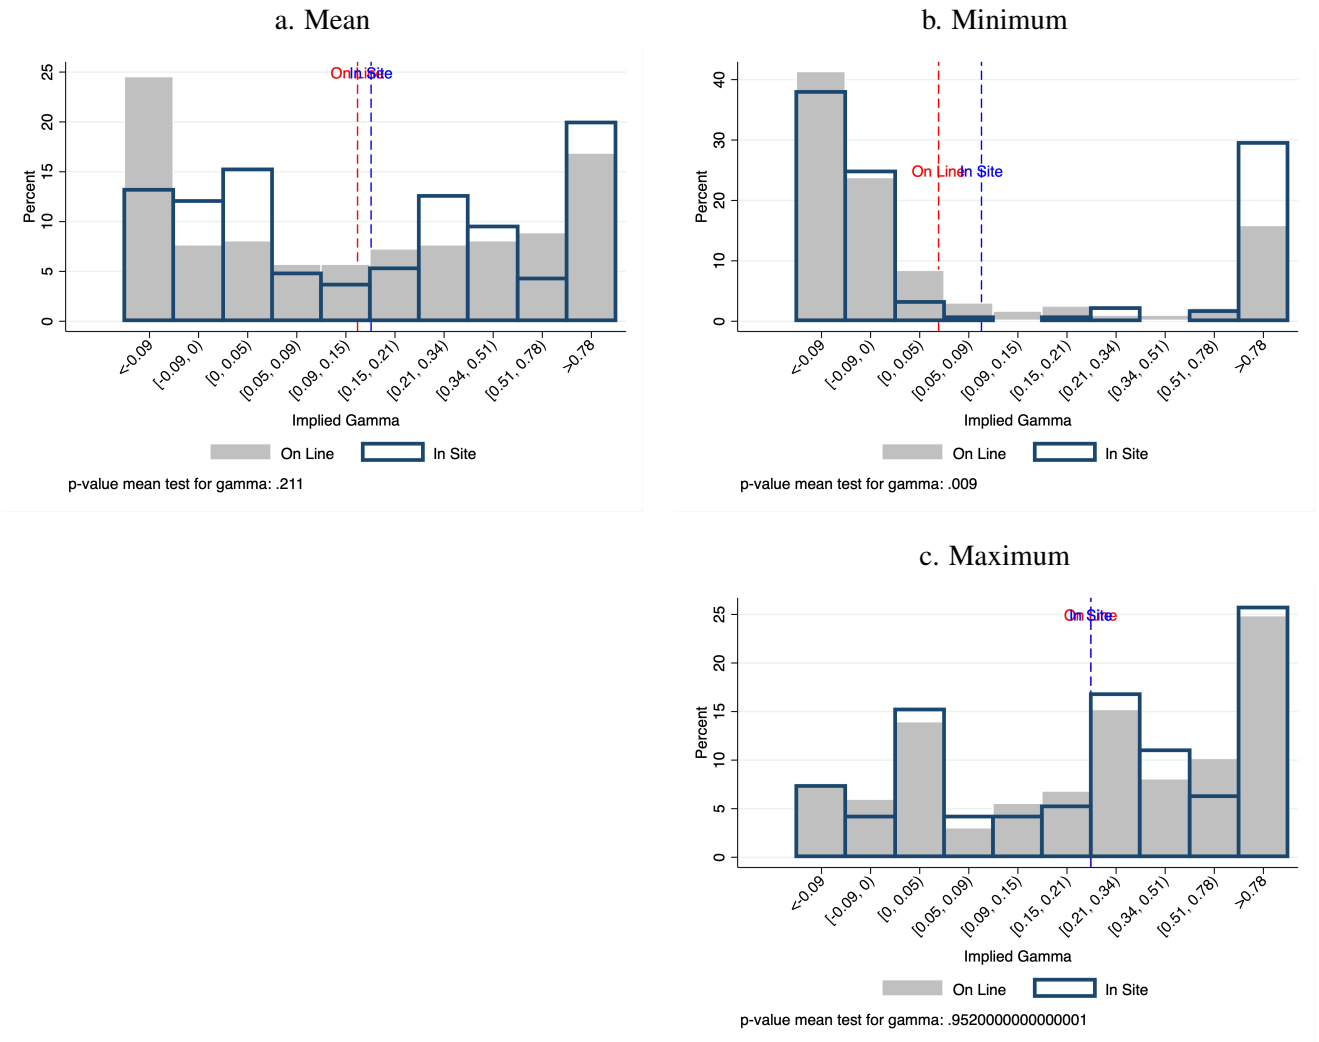 a. Mean
On Line
In Site
25
20
15
10
5
0
Percent
<-0.09
[-0.09, 0)
[0, 0.05)
[0.05, 0.09)
[0.09, 0.15)
[0.15, 0.21)
[0.21, 0.34)
[0.34, 0.51)
[0.51, 0.78)
>0.78
Implied Gamma
On Line
In Site
p-value mean test for gamma: .211
b. Minimum
On Line
In Site
40
30
20
10
0
Percent
<-0.09
[-0.09, 0)
[0, 0.05)
[0.05, 0.09)
[0.09, 0.15)
[0.15, 0.21)
[0.21, 0.34)
[0.34, 0.51)
[0.51, 0.78)
>0.78
Implied Gamma
On Line
In Site
p-value mean test for gamma: .009
c. Maximum
On Line
In Site
25
20
15
10
5
0
Percent
<-0.09
[-0.09, 0)
[0, 0.05)
[0.05, 0.09)
[0.09, 0.15)
[0.15, 0.21)
[0.21, 0.34)
[0.34, 0.51)
[0.51, 0.78)
>0.78
Implied Gamma
On Line
In Site
p-value mean test for gamma: .9520000000000001